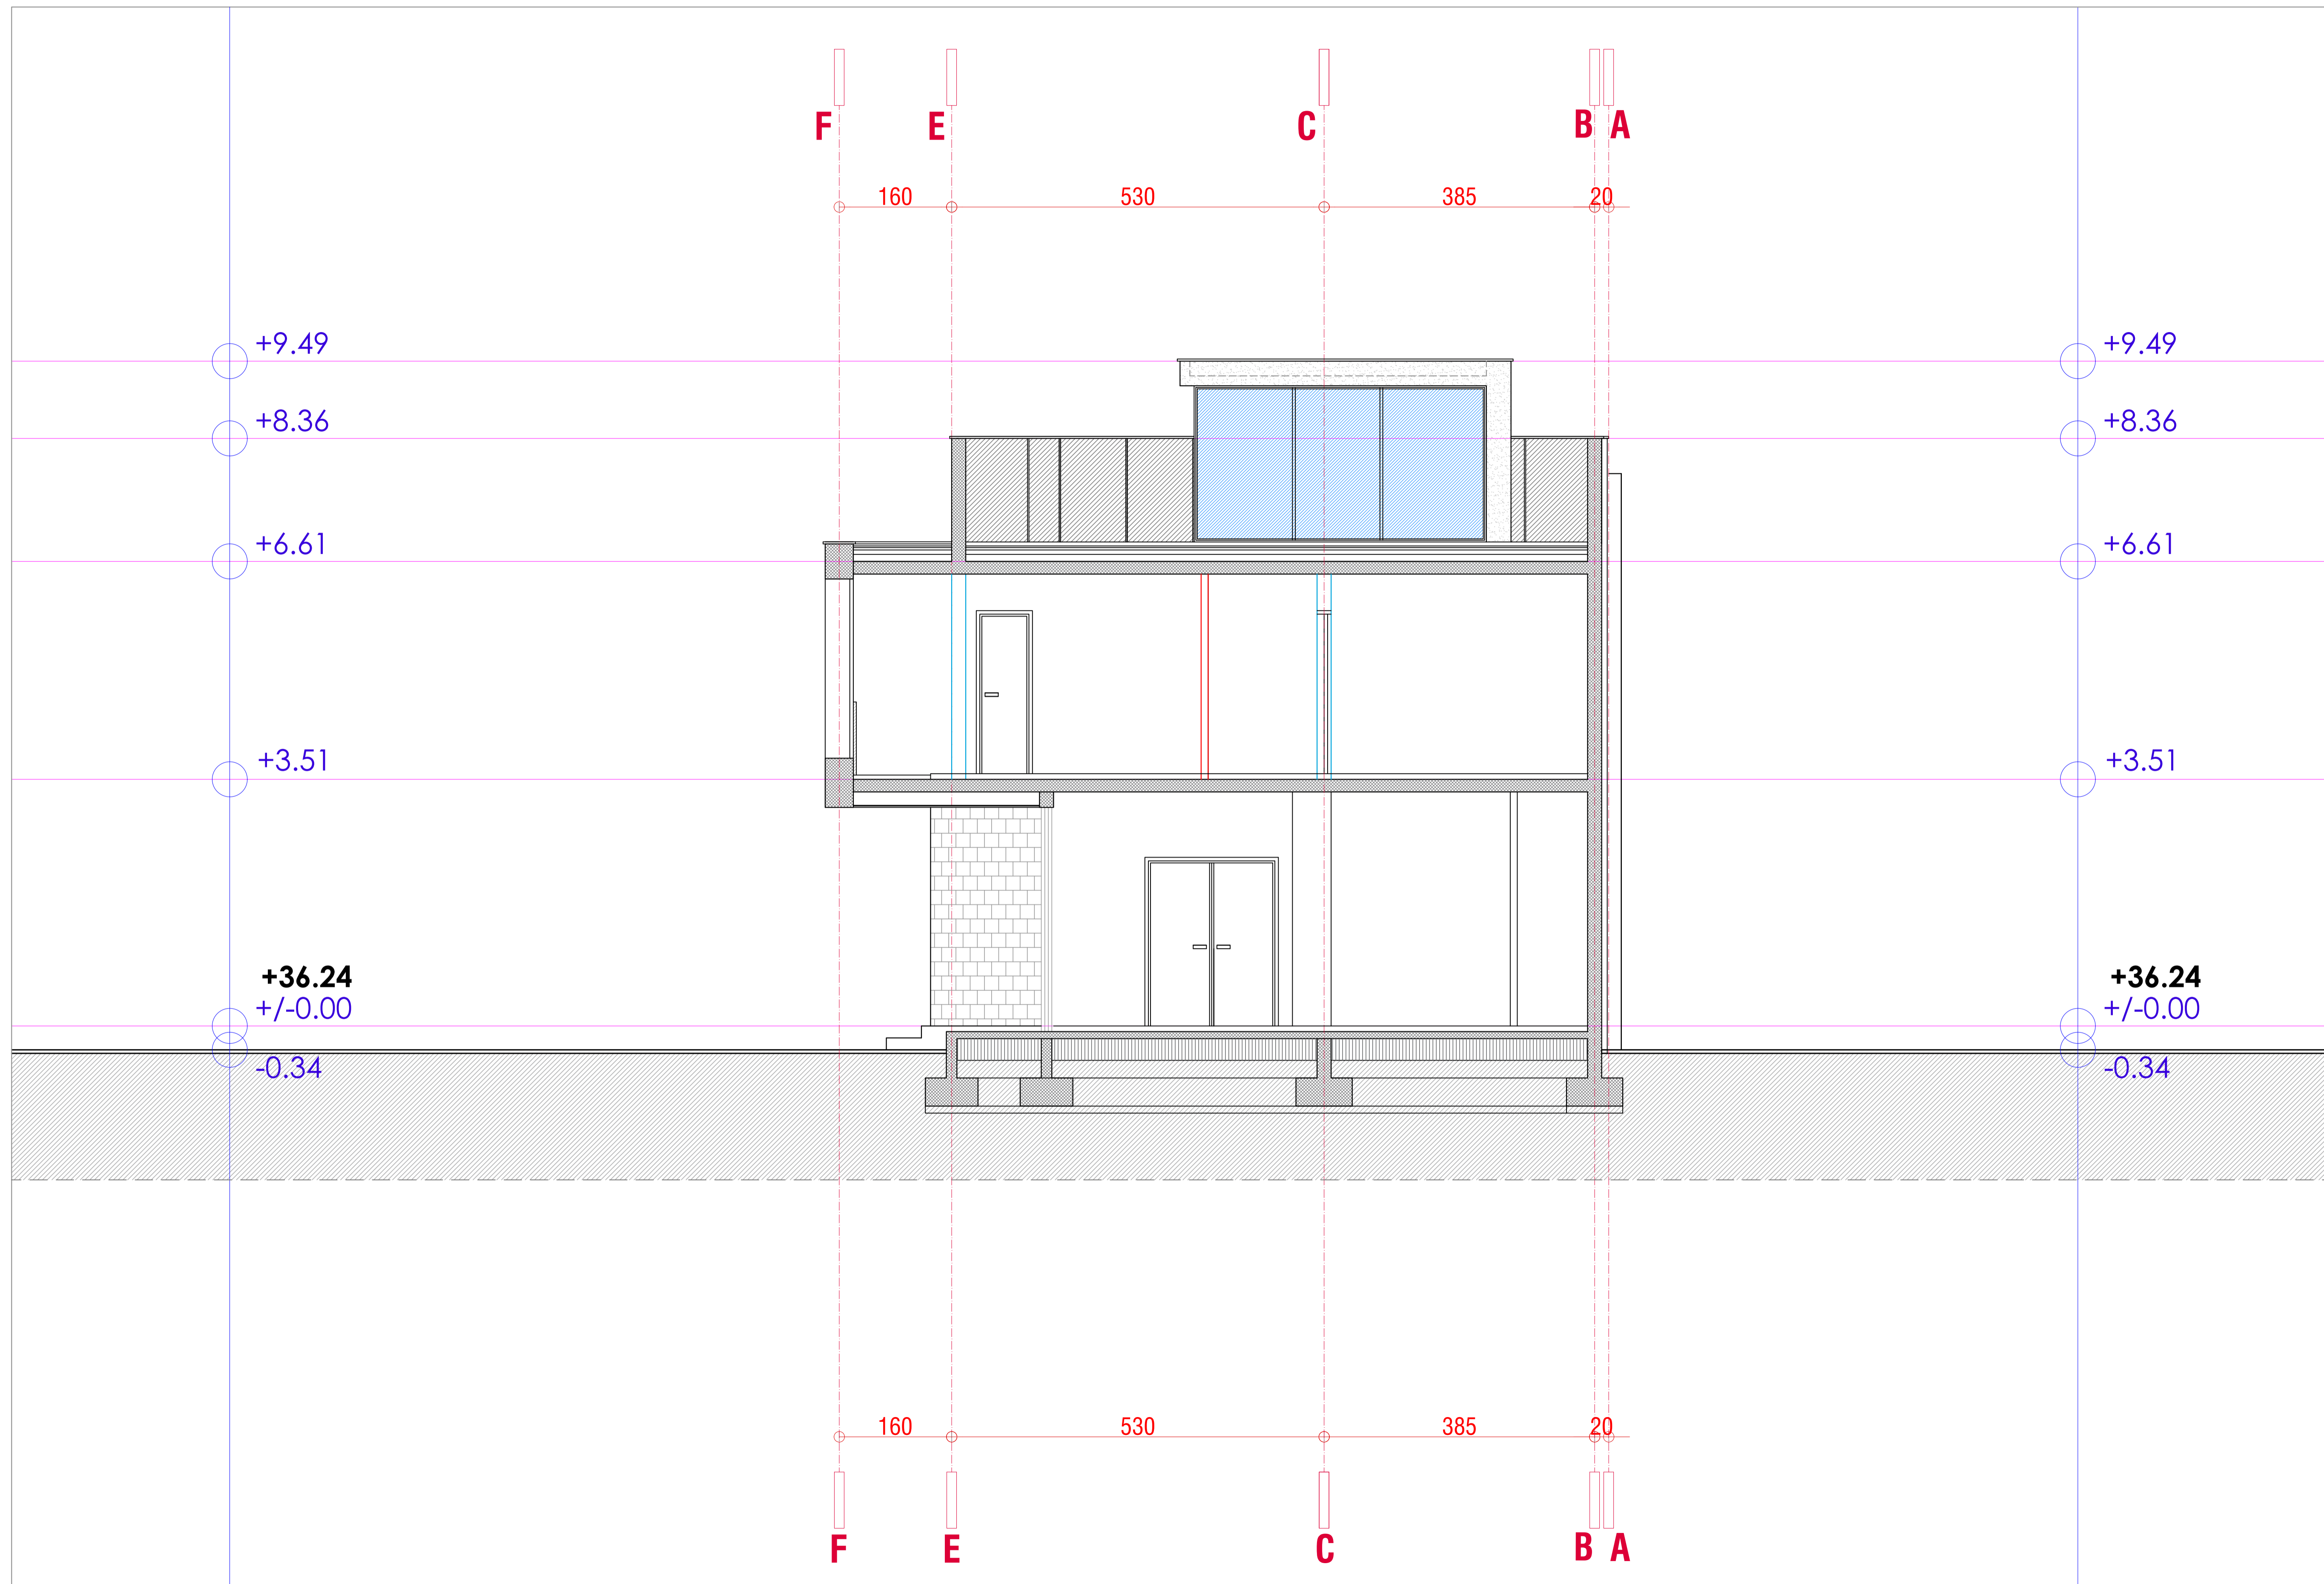 F E C B A
160 530 385 20
+9.49 +9.49
+8.36 +8.36
+6.61 +6.61
+3.51 +3.51
+36.24 +36.24
+/-0.00 +/-0.00
-0.34 -0.34
160 530 385 20
F E C B A